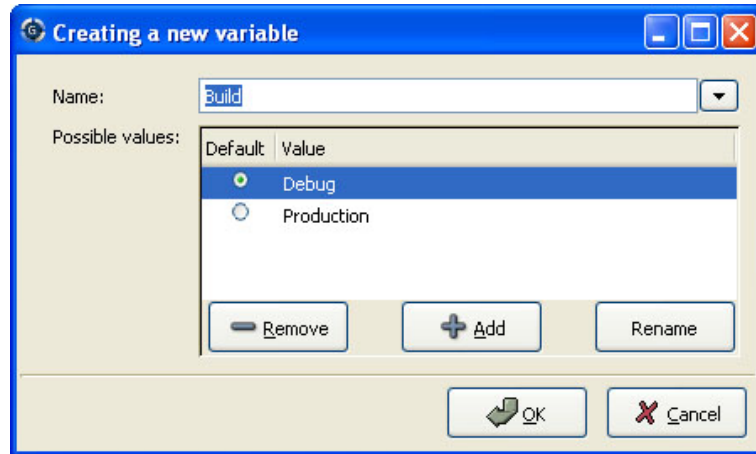 Creating a new variable
Name: Build
Possible values:
Default Value
Debug
Production
Remove Add Rename
OK Cancel